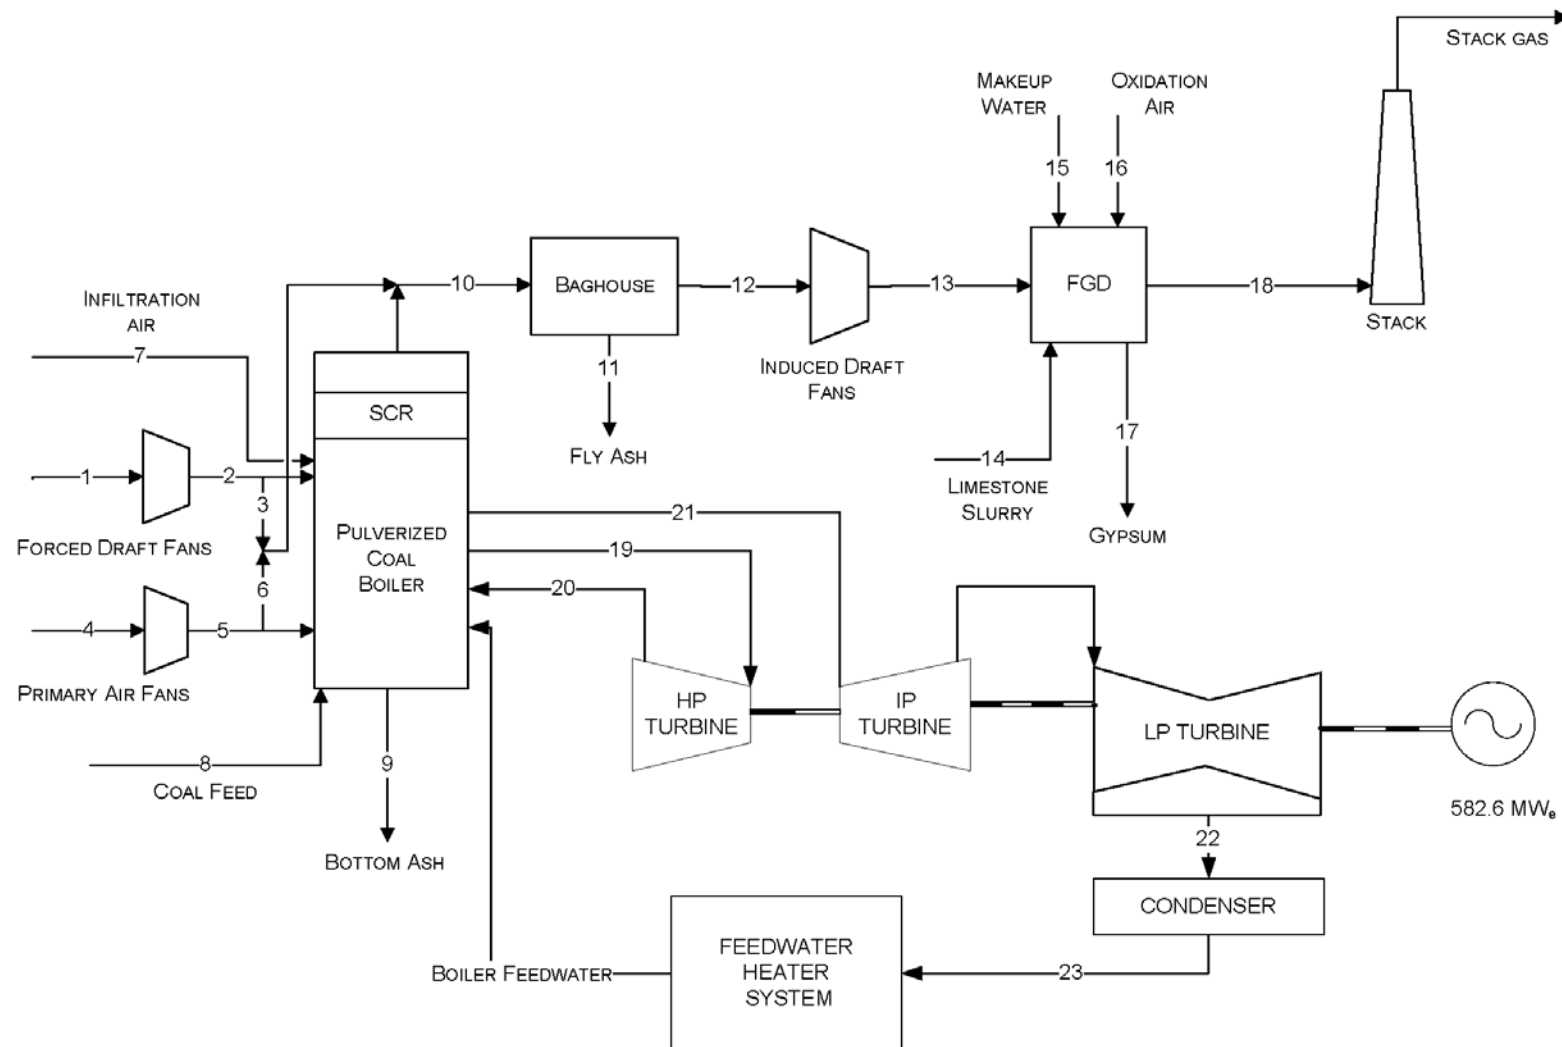 STACK GAS
MAKEUP
WATER
OXIDATION
AIR
15
16
INFILTRATION
AIR
7
10
BAGHOUSE
12
13
FGD
18
STACK
11
INDUCED DRAFT
FANS
SCR
FLY ASH
17
14
LIMESTONE
SLURRY
GYPSUM
1
2
3
FORCED DRAFT FANS
PULVERIZED
COAL
BOILER
21
19
20
6
4
5
PRIMARY AIR FANS
HP
TURBINE
IP
TURBINE
LP TURBINE
8
COAL FEED
9
582.6 MWe
BOTTOM ASH
22
CONDENSER
FEEDWATER
HEATER
SYSTEM
BOILER FEEDWATER
23